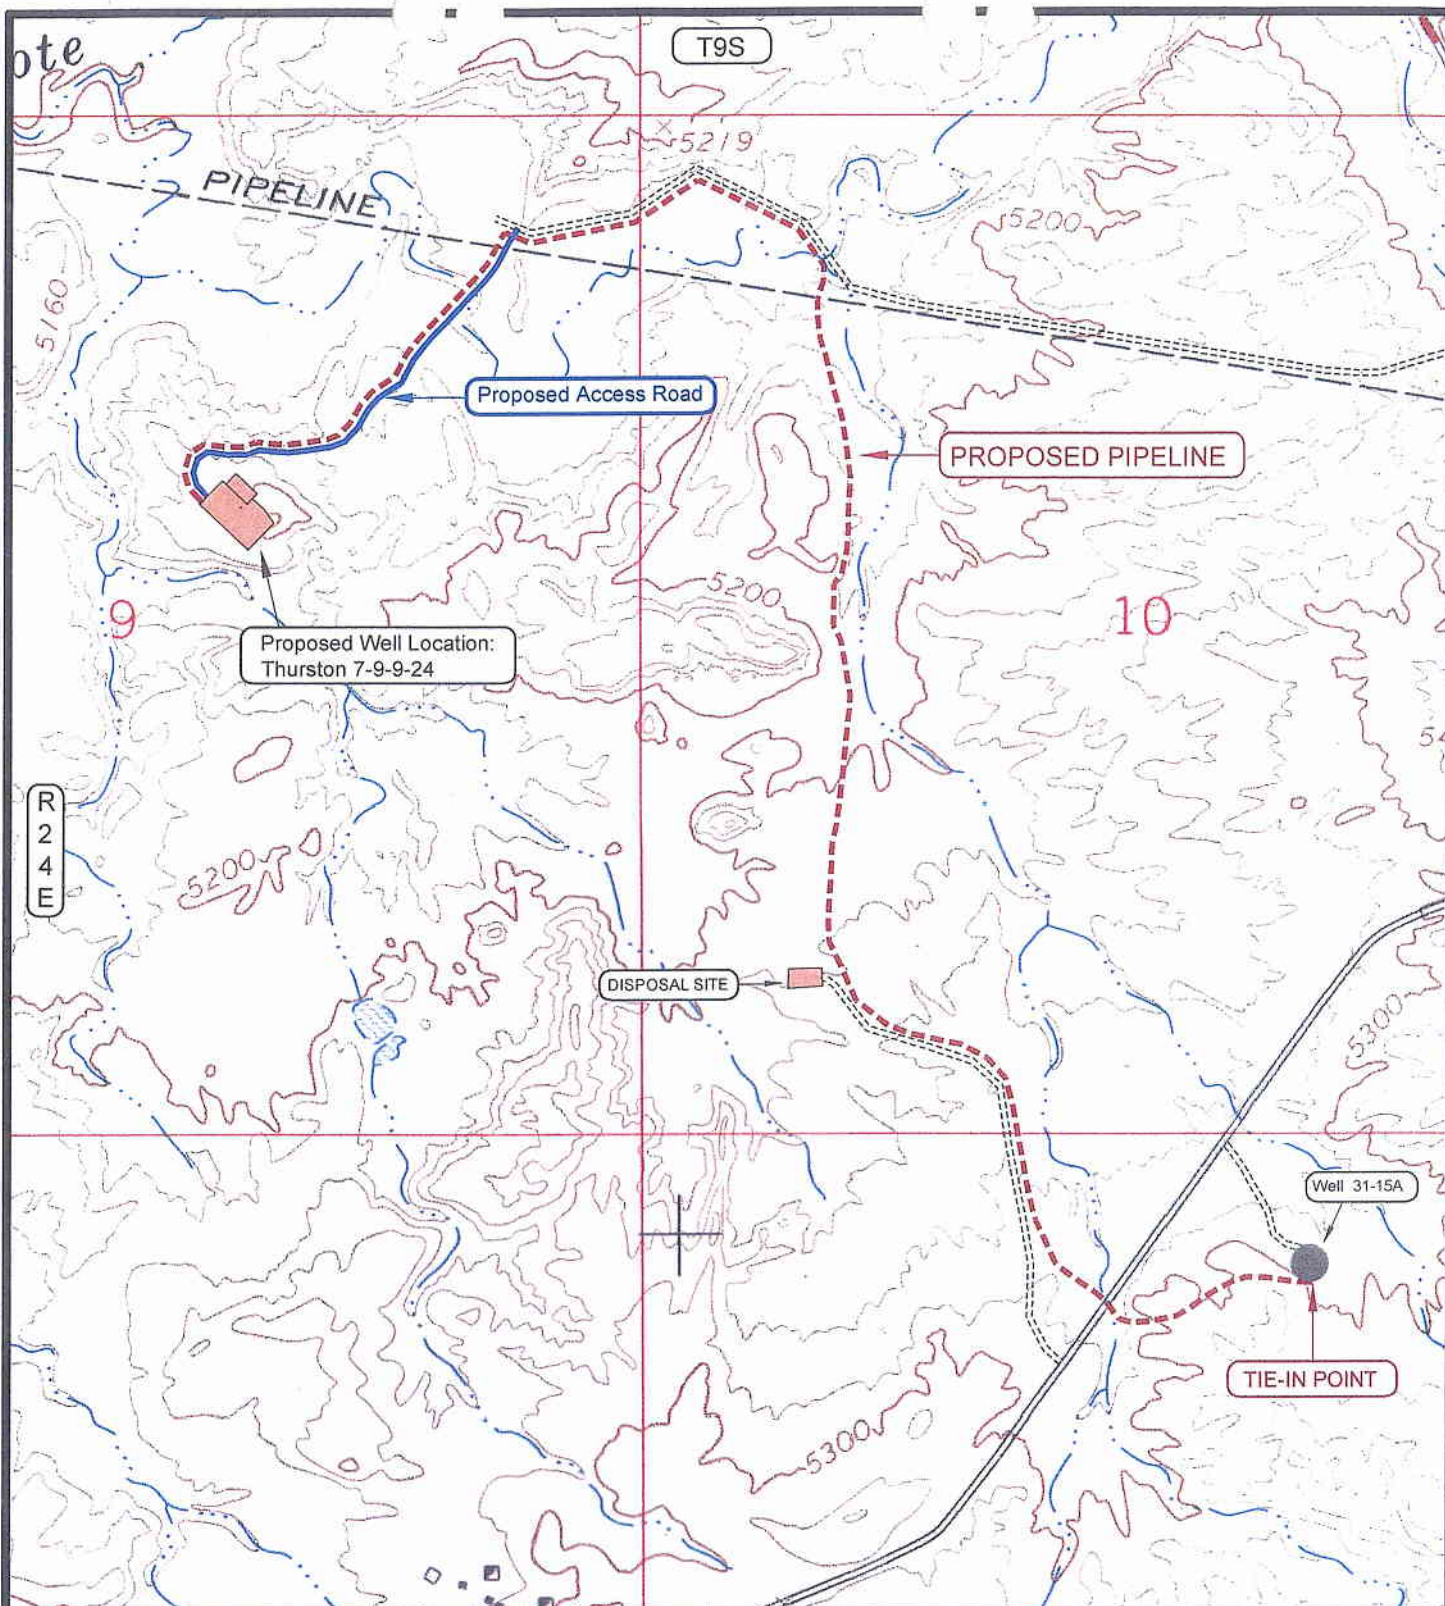 ote
T9S
5219
PIPELINE
5200
5160
Proposed Access Road
PROPOSED PIPELINE
5200
9
10
Proposed Well Location:
Thurston 7-9-9-24
R
2
4
E
5200
DISPOSAL SITE
5300
Well 31-15A
TIE-IN POINT
5300